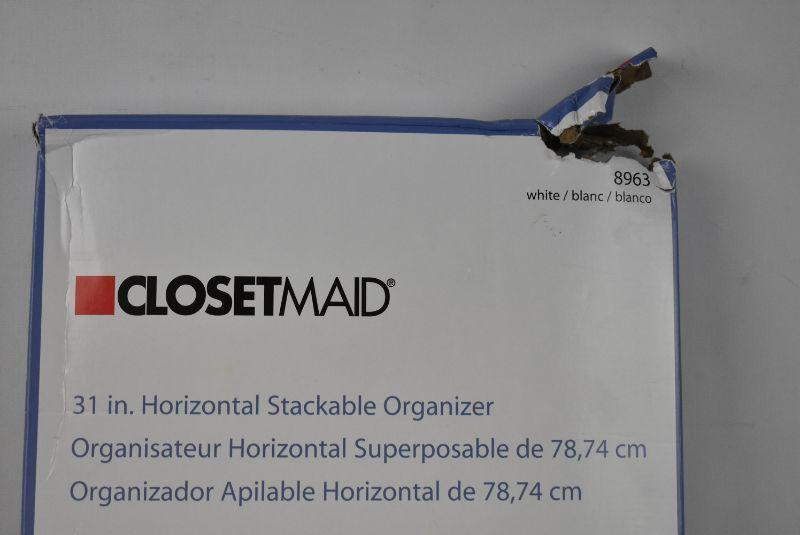 8963
white / blanc / blanco
CLOSETMAID®
31 in. Horizontal Stackable Organizer
Organisateur Horizontal Superposable de 78,74 cm
Organizador Apilable Horizontal de 78,74 cm